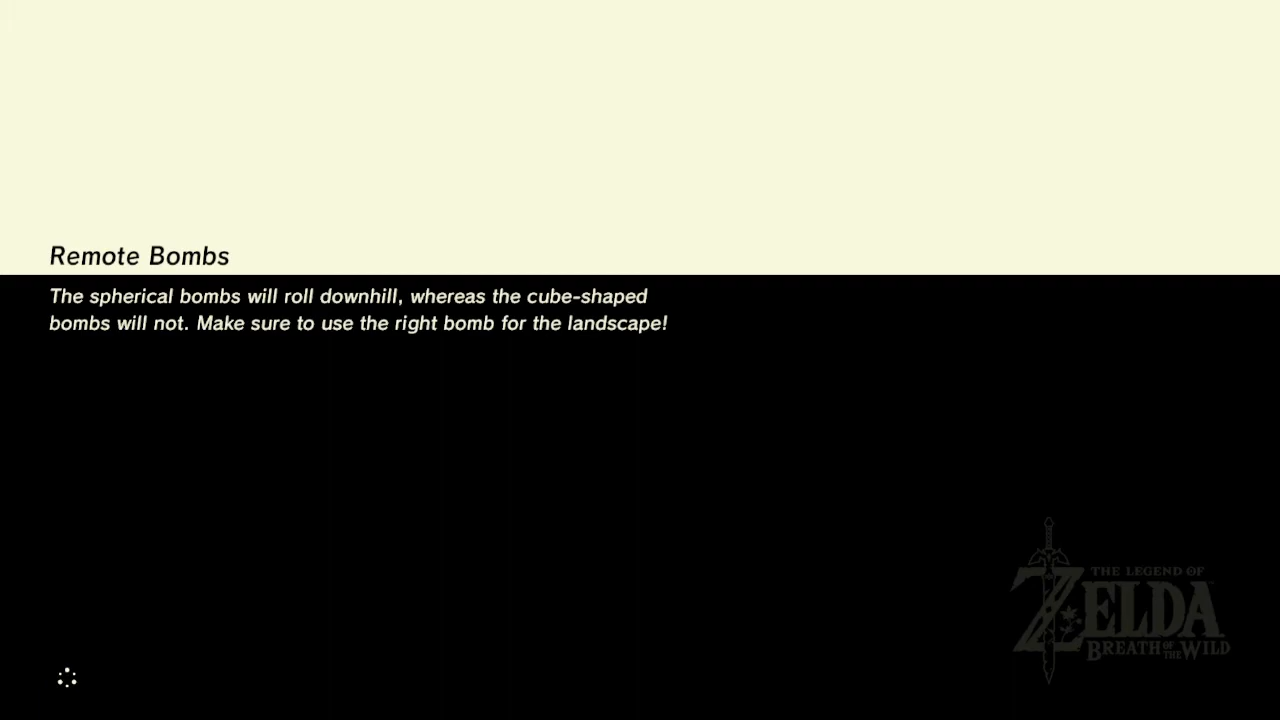 Remote Bombs
The spherical bombs will roll downhill, whereas the cube-shaped
bombs will not. Make sure to use the right bomb for the landscape!
THE LEGEND OF
ZELDA
BREATH OF THE WILD